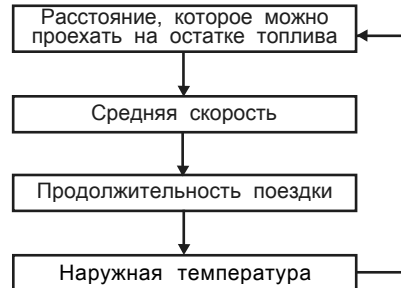 Расстояние, которое можно
проехать на остатке топлива
Средняя скорость
Продолжительность поездки
Наружная температура